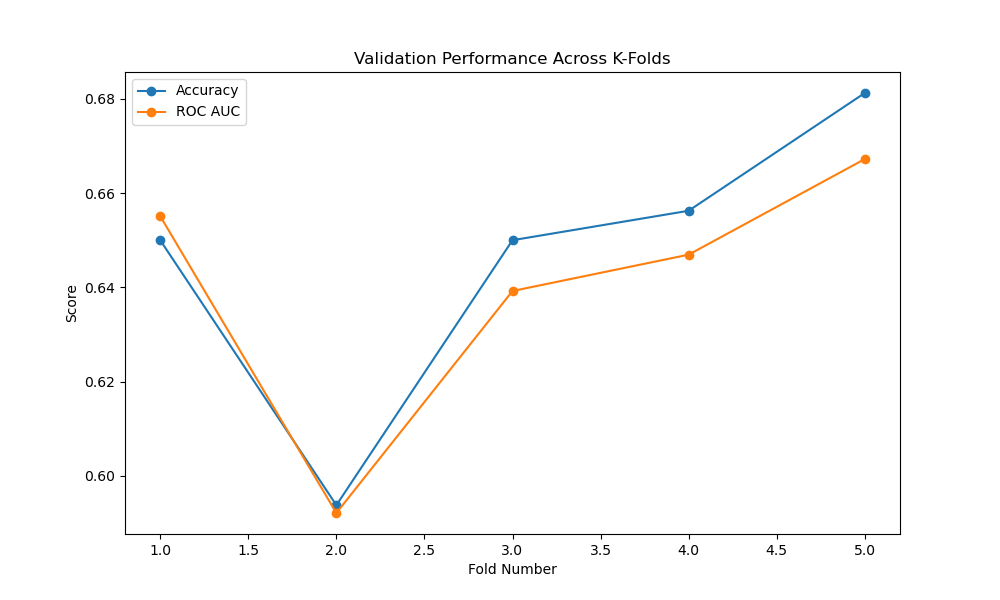 Validation Performance Across K-Folds
Accuracy
ROC AUC
0.68
0.66
0.64
0.62
0.60
Score
1.0 1.5 2.0 2.5 3.0 3.5 4.0 4.5 5.0
Fold Number